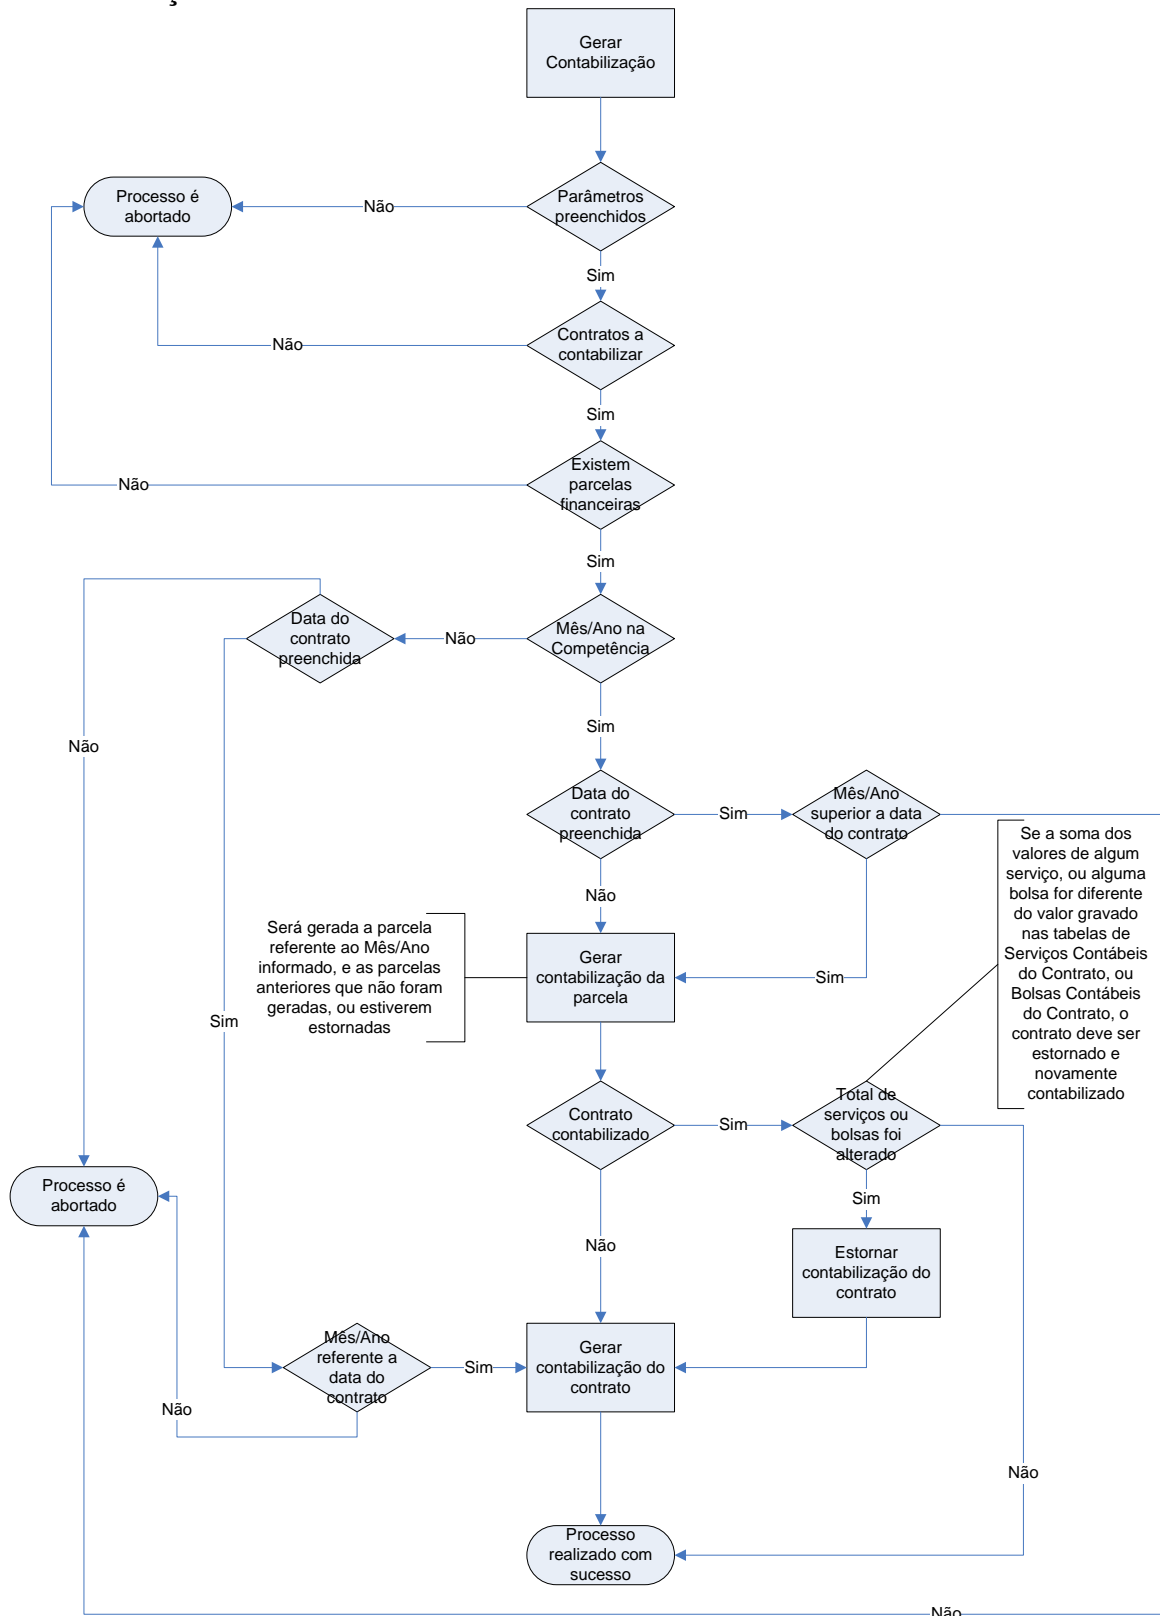 Gerar
Contabilização
Parâmetros
preenchidos
Não
Processo é
abortado
Sim
Contratos a
contabilizar
Não
Sim
Existem
parcelas
financeiras
Não
Sim
Mês/Ano na
Competência
Não
Data do
contrato
preenchida
Não
Sim
Data do
contrato
preenchida
Sim
Mês/Ano
superior a data
do contrato
Se a soma dos
valores de algum
serviço, ou alguma
bolsa for diferente
do valor gravado
nas tabelas de
Serviços Contábeis
do Contrato, ou
Bolsas Contábeis
do Contrato, o
contrato deve ser
estornado e
novamente
contabilizado
Não
Será gerada a parcela
referente ao Mês/Ano
informado, e as parcelas
anteriores que não foram
geradas, ou estiverem
estornadas
Gerar
contabilização da
parcela
Sim
Sim
Contrato
contabilizado
Sim
Total de
serviços ou
bolsas foi
alterado
Processo é
abortado
Sim
Não
Estornar
contabilização do
contrato
Mês/Ano
referente a
data do
contrato
Sim
Gerar
contabilização do
contrato
Não
Não
Processo
realizado com
sucesso
Não